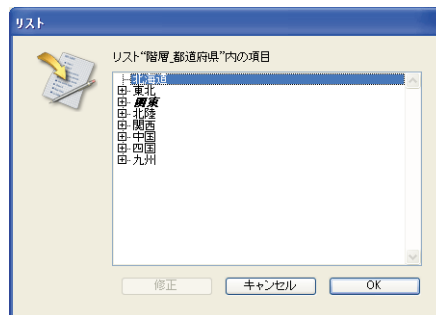 リスト
リスト“階層_都道府県”内の項目
北海道
東北
関東
北陸
関西
中国
四国
九州
修正 キャンセル OK